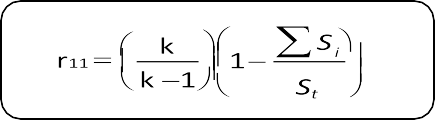 r₁₁ = (k / (k − 1)) (1 − ∑ Sᵢ / Sₜ)